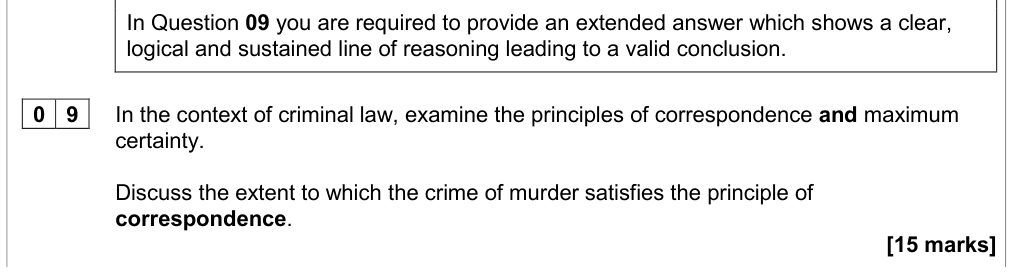 In Question 09 you are required to provide an extended answer which shows a clear,
logical and sustained line of reasoning leading to a valid conclusion.
0 9 In the context of criminal law, examine the principles of correspondence and maximum
certainty.
Discuss the extent to which the crime of murder satisfies the principle of
correspondence.
[15 marks]